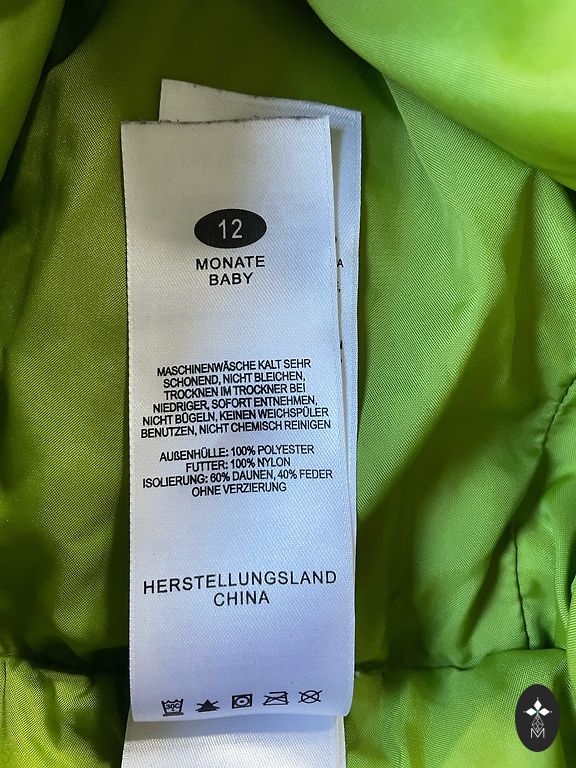 12
MONATE
BABY
MASCHINENWÄSCHE KALT SEHR
SCHONEND, NICHT BLEICHEN,
TROCKNEN IM TROCKNER BEI
NIEDRIGER, SOFORT ENTNEHMEN,
NICHT BÜGELN, KEINEN WEICHSPÜLER
BENUTZEN, NICHT CHEMISCH REINIGEN
AUßENHÜLLE: 100% POLYESTER
FUTTER: 100% NYLON
ISOLIERUNG: 60% DAUNEN, 40% FEDER
OHNE VERZIERUNG
HERSTELLUNGSLAND
CHINA
30C
M